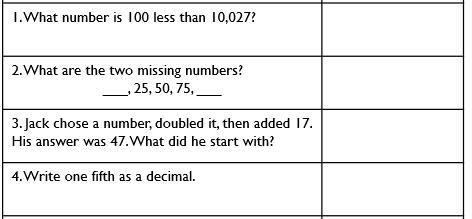 1. What number is 100 less than 10,027?
2. What are the two missing numbers?
____, 25, 50, 75, ____
3. Jack chose a number, doubled it, then added 17.
His answer was 47. What did he start with?
4. Write one fifth as a decimal.